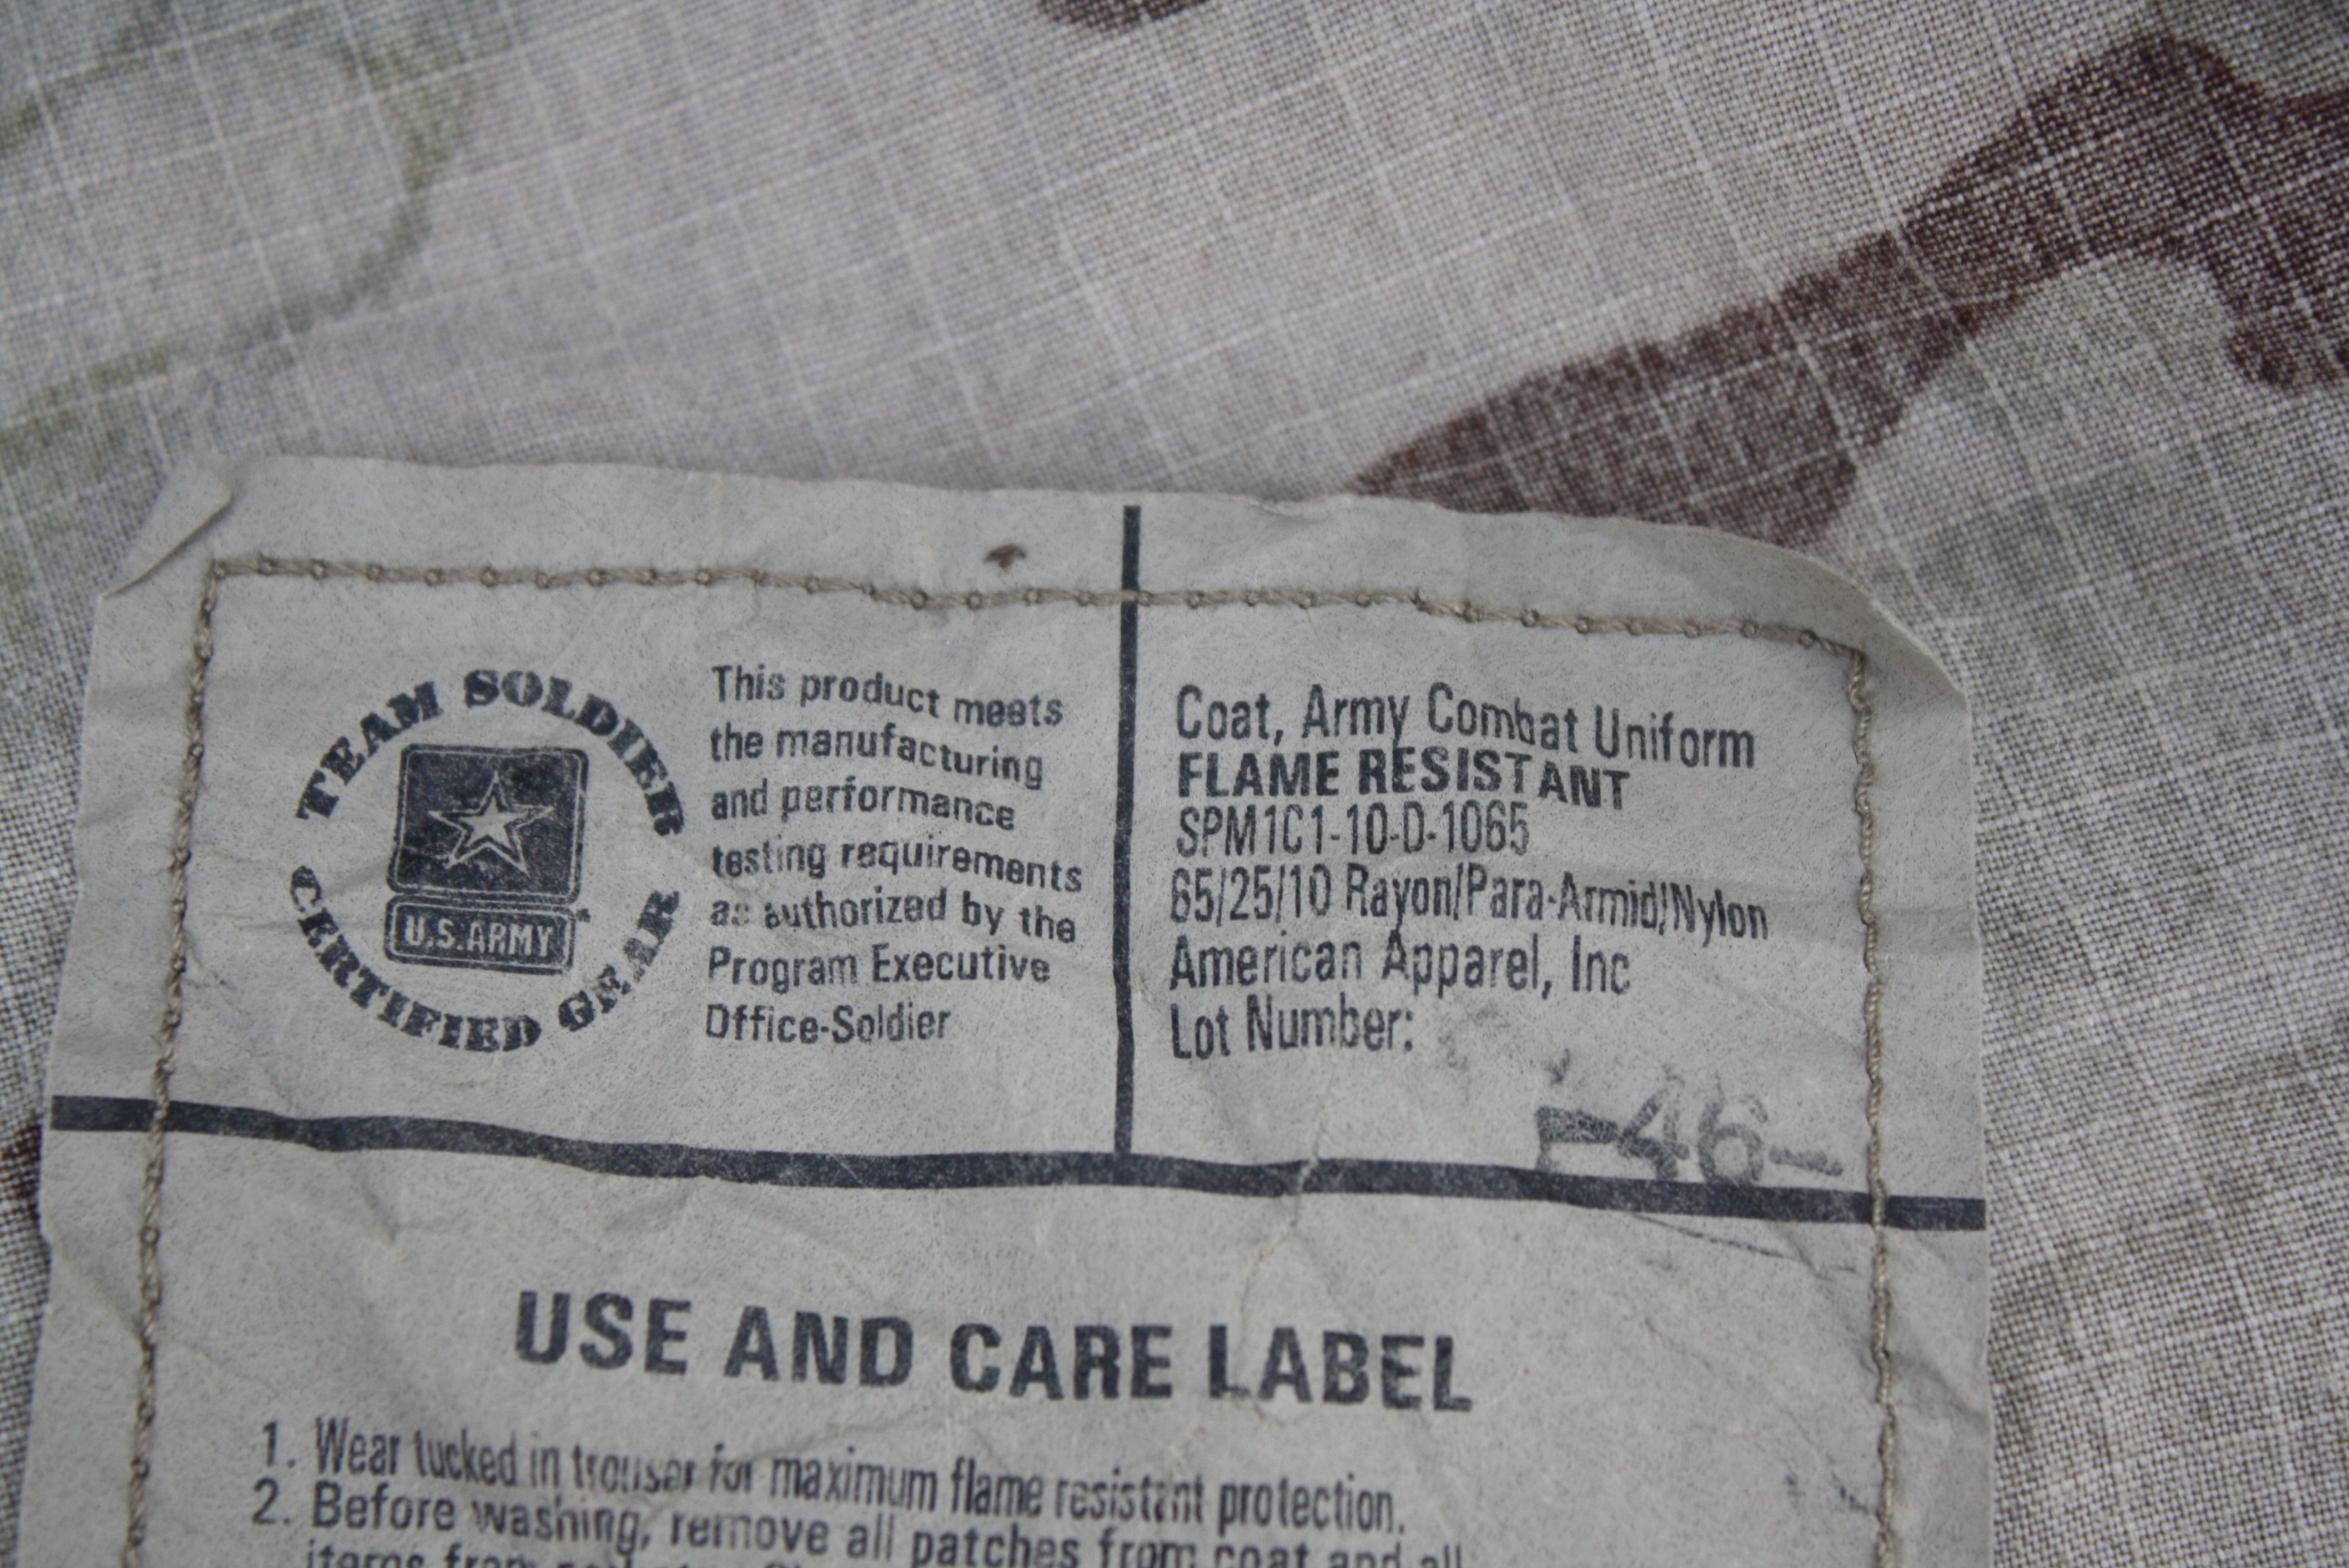 TEAM SOLDIER
U.S.ARMY
CERTIFIED GEAR
This product meets
the manufacturing
and performance
testing requirements
as authorized by the
Program Executive
Office-Soldier
Coat, Army Combat Uniform
FLAME RESISTANT
SPM1C1-10-D-1065
65/25/10 Rayon/Para-Armid/Nylon
American Apparel, Inc
Lot Number:
-46-
USE AND CARE LABEL
1. Wear tucked in trouser for maximum flame resistant protection.
2. Before washing, remove all patches from coat and all
items from